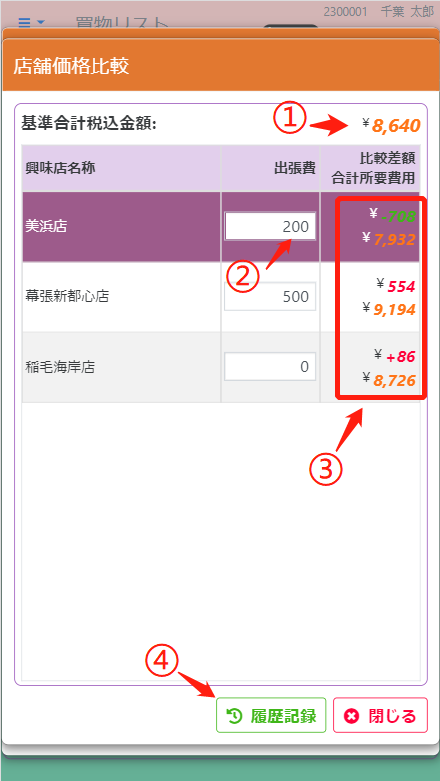 2300001 千葉 太郎
買物リスト
店舗価格比較
基準合計税込金額: ① ¥8,640
興味店名称 出張費 比較差額
合計所要費用
美浜店 200 ¥-708
¥7,932
②
幕張新都心店 500 ¥554
¥9,194
稲毛海岸店 0 ¥+86
¥8,726
③
④
履歴記録 閉じる